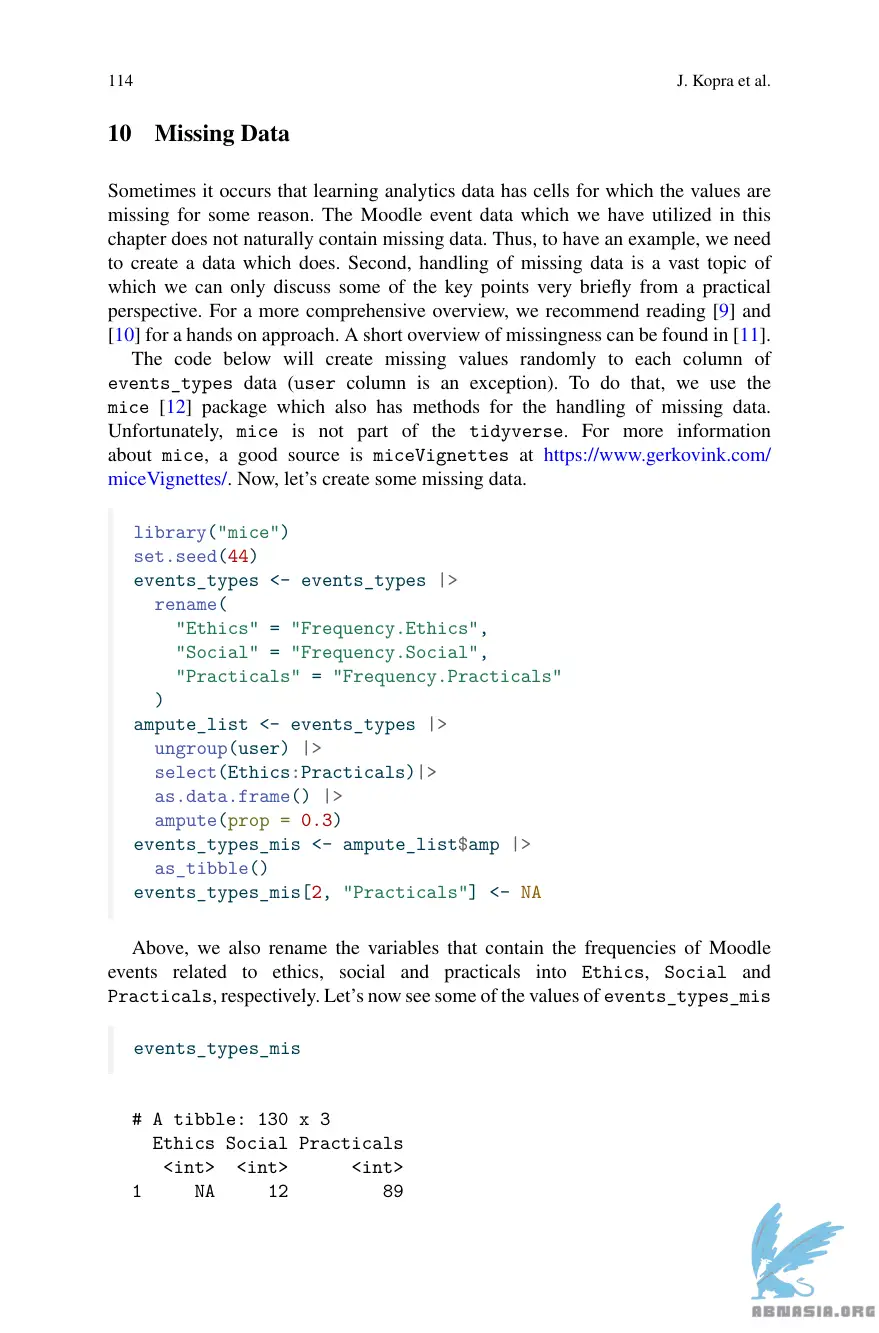 114 J. Kopra et al.
10 Missing Data
Sometimes it occurs that learning analytics data has cells for which the values are
missing for some reason. The Moodle event data which we have utilized in this
chapter does not naturally contain missing data. Thus, to have an example, we need
to create a data which does. Second, handling of missing data is a vast topic of
which we can only discuss some of the key points very briefly from a practical
perspective. For a more comprehensive overview, we recommend reading [9] and
[10] for a hands on approach. A short overview of missingness can be found in [11].
The code below will create missing values randomly to each column of
events_types data (user column is an exception). To do that, we use the
mice [12] package which also has methods for the handling of missing data.
Unfortunately, mice is not part of the tidyverse. For more information
about mice, a good source is miceVignettes at https://www.gerkovink.com/
miceVignettes/. Now, let's create some missing data.
library("mice")
set.seed(44)
events_types <- events_types |>
  rename(
    "Ethics" = "Frequency.Ethics",
    "Social" = "Frequency.Social",
    "Practicals" = "Frequency.Practicals"
  )
ampute_list <- events_types |>
  ungroup(user) |>
  select(Ethics:Practicals)|>
  as.data.frame() |>
  ampute(prop = 0.3)
events_types_mis <- ampute_list$amp |>
  as_tibble()
events_types_mis[2, "Practicals"] <- NA
Above, we also rename the variables that contain the frequencies of Moodle
events related to ethics, social and practicals into Ethics, Social and
Practicals, respectively. Let's now see some of the values of events_types_mis
events_types_mis
# A tibble: 130 x 3
  Ethics Social Practicals
   <int>  <int>      <int>
1     NA     12         89
ABNASIA.ORG